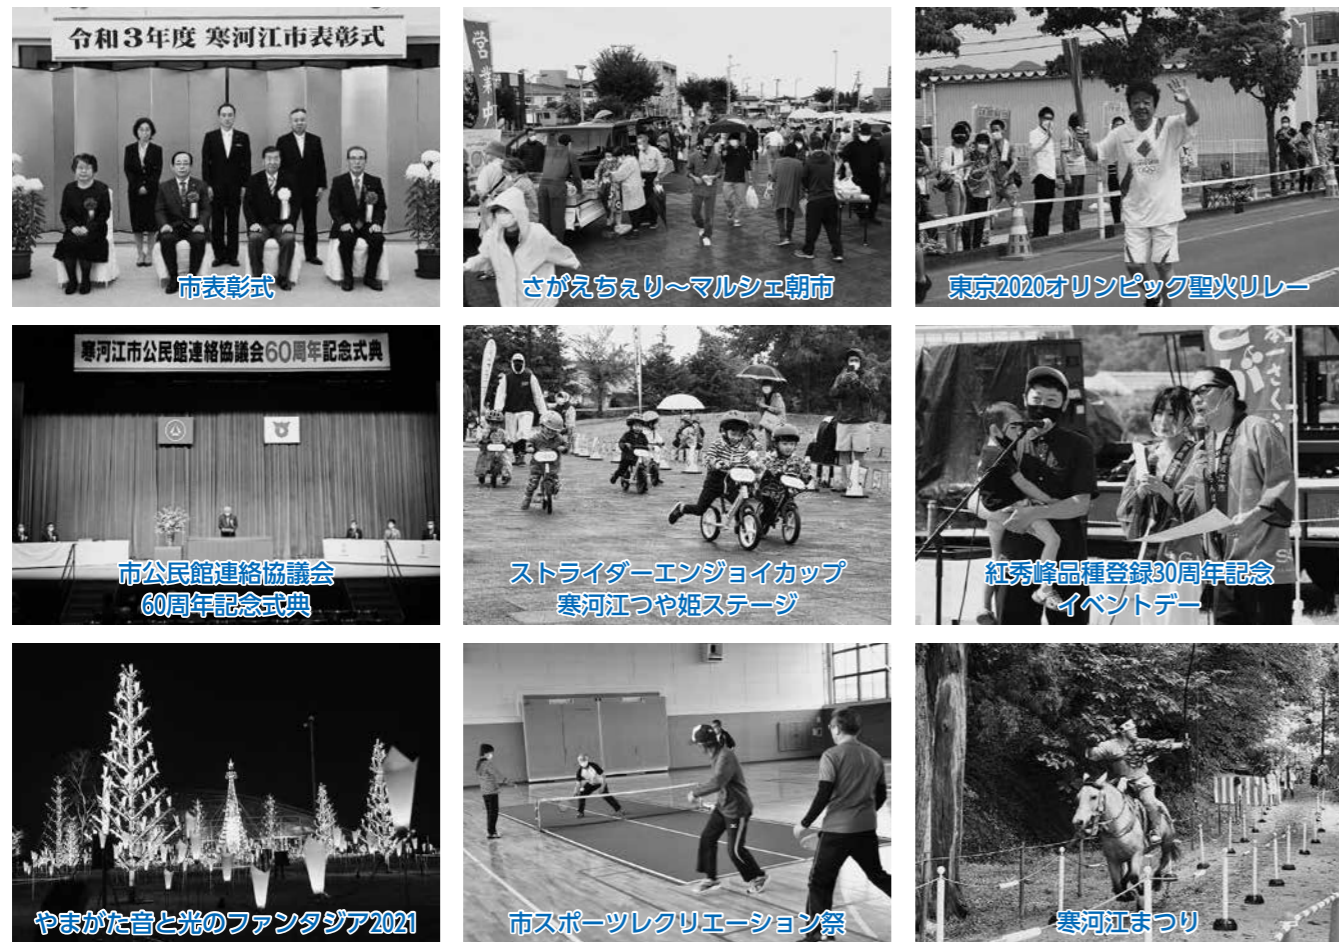 令和3年度 寒河江市表彰式
市表彰式
営業中
さがえちぇり～マルシェ朝市
東京2020オリンピック聖火リレー
寒河江市公民館連絡協議会60周年記念式典
市公民館連絡協議会
60周年記念式典
ストライダーエンジョイカップ
寒河江つや姫ステージ
紅秀峰品種登録30周年記念
イベントデー
やまがた音と光のファンタジア2021
市スポーツレクリエーション祭
寒河江まつり